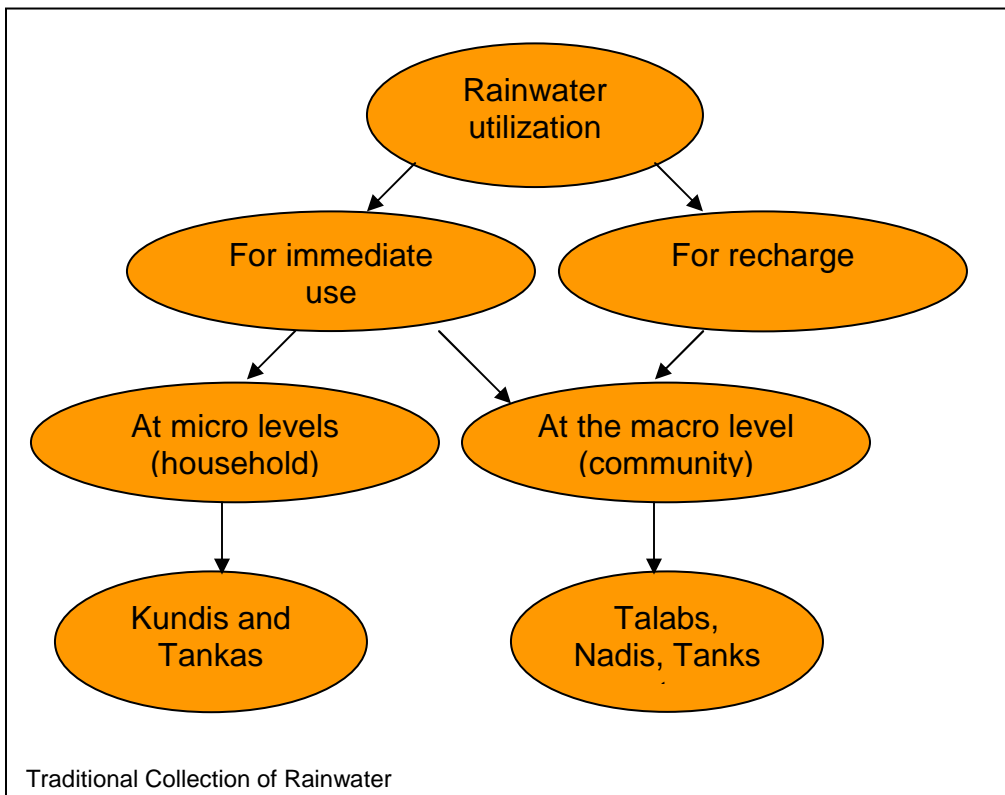 Rainwater
utilization
For immediate
use
For recharge
At micro levels
(household)
At the macro level
(community)
Kundis and
Tankas
Talabs,
Nadis, Tanks
Traditional Collection of Rainwater